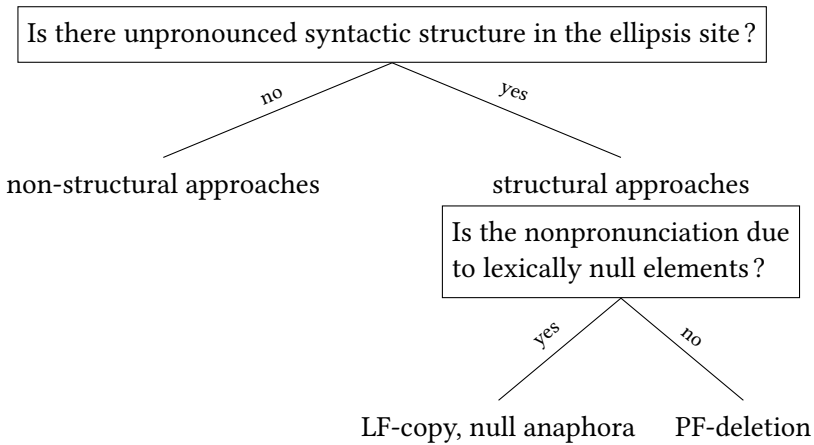 Is there unpronounced syntactic structure in the ellipsis site?
no
yes
non-structural approaches
structural approaches
Is the nonpronunciation due
to lexically null elements?
yes
no
LF-copy, null anaphora
PF-deletion